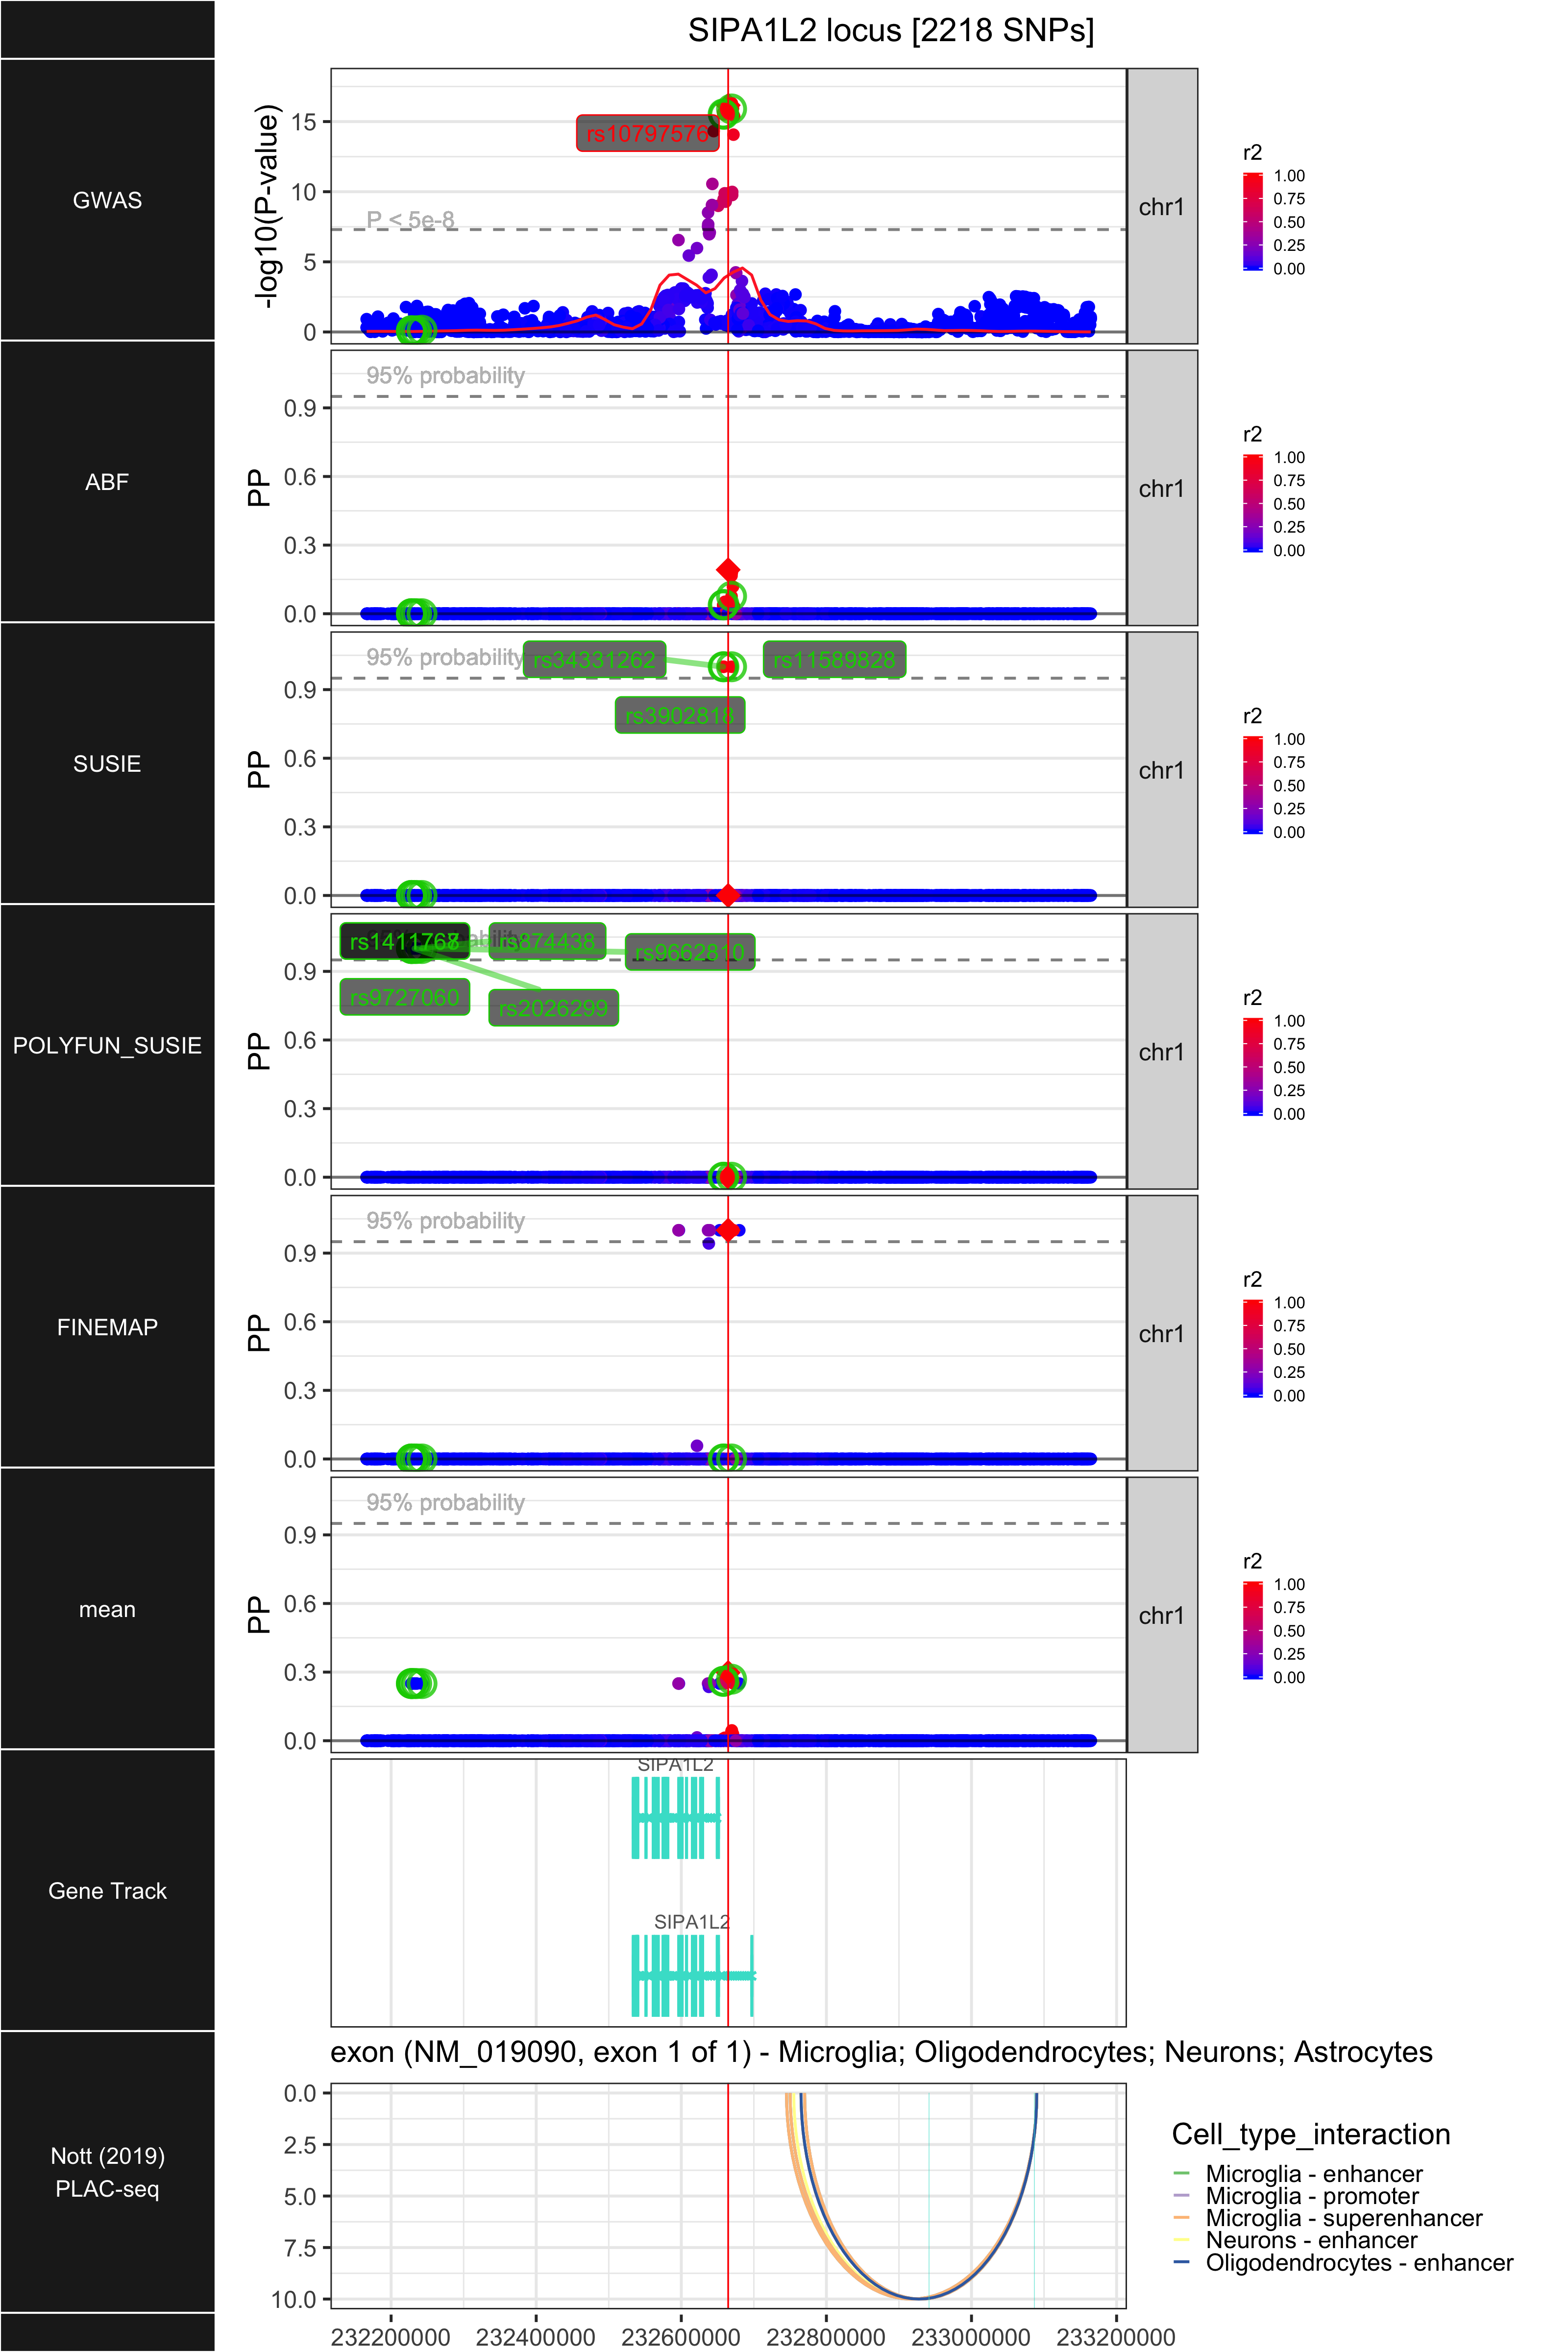 SIPA1L2 locus [2218 SNPs]
GWAS
-log10(P-value)
15
10
5
0
P < 5e-8
rs10797576
chr1
r2
1.00
0.75
0.50
0.25
0.00
ABF
PP
0.9
0.6
0.3
0.0
95% probability
chr1
r2
1.00
0.75
0.50
0.25
0.00
SUSIE
PP
0.9
0.6
0.3
0.0
95% probability
rs34331262
rs11589828
rs3902818
chr1
r2
1.00
0.75
0.50
0.25
0.00
POLYFUN_SUSIE
PP
0.9
0.6
0.3
0.0
rs874438
rs9662810
rs9727060
rs2026299
chr1
r2
1.00
0.75
0.50
0.25
0.00
FINEMAP
PP
0.9
0.6
0.3
0.0
95% probability
chr1
r2
1.00
0.75
0.50
0.25
0.00
mean
PP
0.9
0.6
0.3
0.0
95% probability
chr1
r2
1.00
0.75
0.50
0.25
0.00
Gene Track
SIPA1L2
SIPA1L2
exon (NM_019090, exon 1 of 1) - Microglia; Oligodendrocytes; Neurons; Astrocytes
Nott (2019)
PLAC-seq
0.0
2.5
5.0
7.5
10.0
Cell_type_interaction
Microglia - enhancer
Microglia - promoter
Microglia - superenhancer
Neurons - enhancer
Oligodendrocytes - enhancer
232200000 232400000 232600000 232800000 233000000 233200000